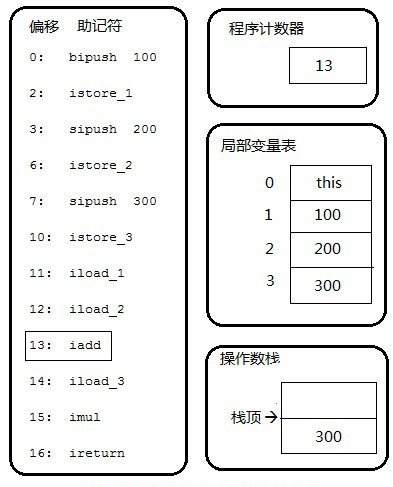 偏移 助记符
0: bipush 100
2: istore_1
3: sipush 200
6: istore_2
7: sipush 300
10: istore_3
11: iload_1
12: iload_2
13: iadd
14: iload_3
15: imul
16: ireturn
程序计数器
13
局部变量表
0 this
1 100
2 200
3 300
操作数栈
栈顶→
300